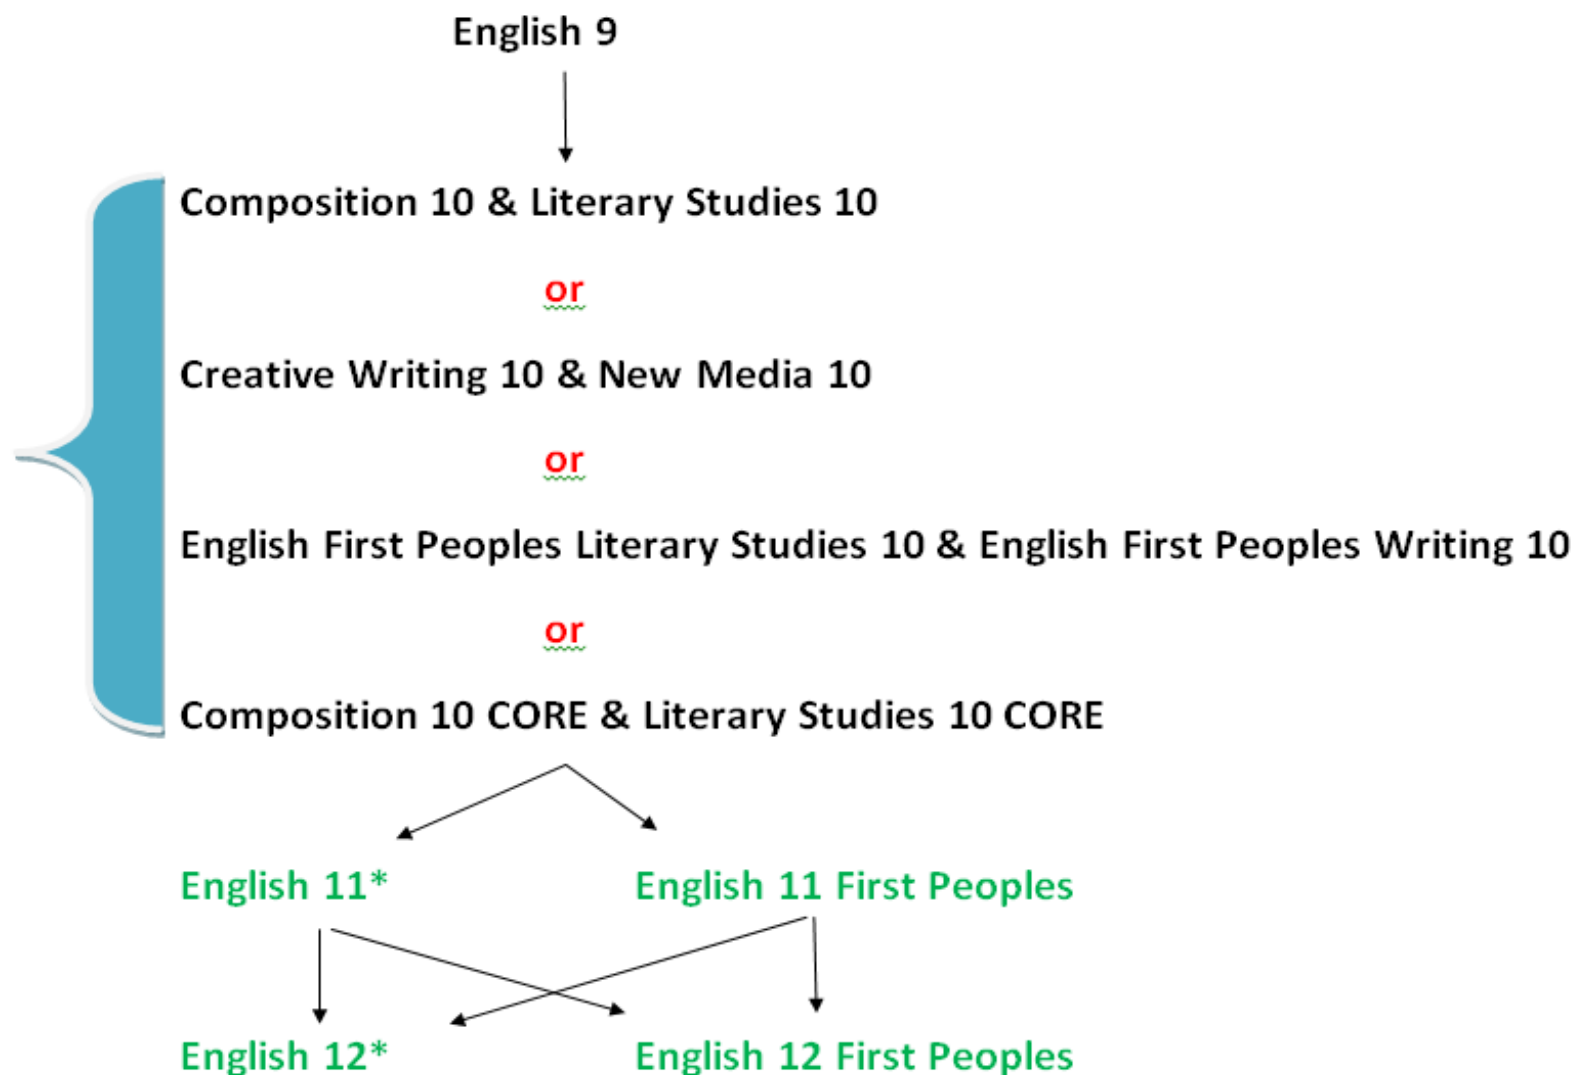 English 9
Composition 10 & Literary Studies 10
or
Creative Writing 10 & New Media 10
or
English First Peoples Literary Studies 10 & English First Peoples Writing 10
or
Composition 10 CORE & Literary Studies 10 CORE
English 11* English 11 First Peoples
English 12* English 12 First Peoples